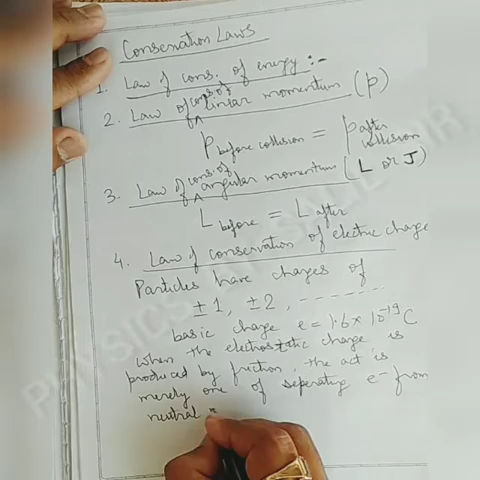 Conservation Laws
1. Law of cons. of energy :-
2. Law of cons. of linear momentum (p)
P before collision = P after collision
3. Law of cons. of angular momentum (L or J)
L before = L after
4. Law of conservation of electric charge
Particles have charges of
±1, ±2, -------
basic charge e = 1.6 × 10⁻¹⁹ C
When the electrostatic charge is
produced by friction, the act is
merely one of seperating e⁻ from
neutral